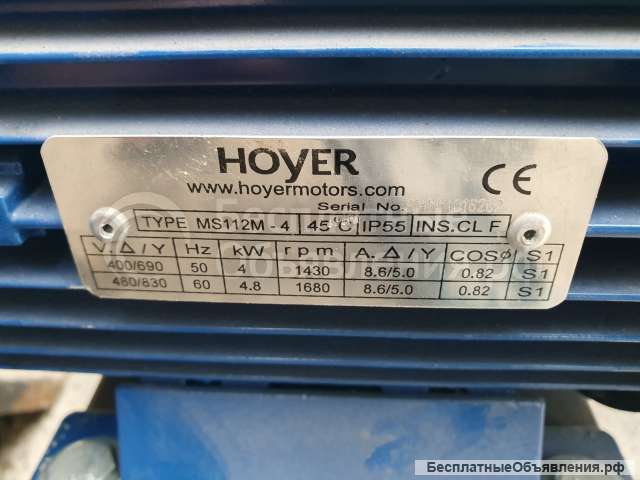 HOYER
www.hoyermotors.com
CE
Serial No.
TYPE MS112M-4 45°C IP55 INS.CL F
V Δ/Y Hz kW rpm A. Δ/Y COSφ S1
400/690 50 4 1430 8.6/5.0 0.82 S1
480/830 60 4.8 1680 8.6/5.0 0.82 S1
БесплатныеОбъявления.рф